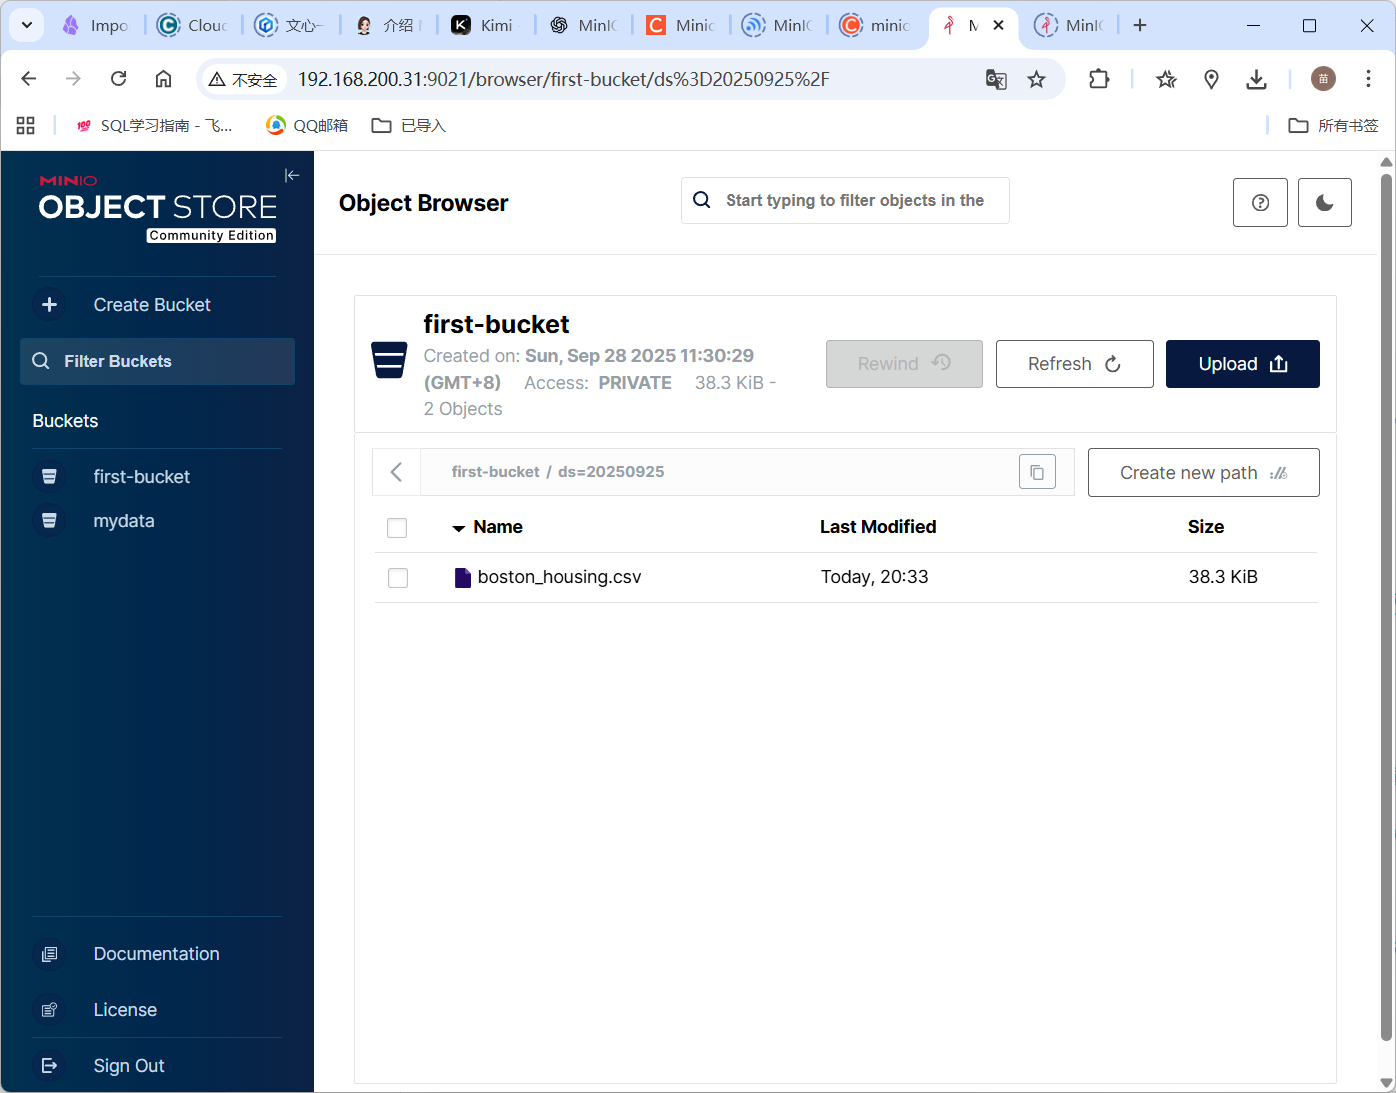 Impo
Clouc
文心一
介绍
Kimi
MinIC
Minic
MinIC
minic
MinIC
不安全
192.168.200.31:9021/browser/first-bucket/ds%3D20250925%2F
苗
SQL学习指南 - 飞...
QQ邮箱
已导入
所有书签
MINIO
OBJECT STORE
Community Edition
Object Browser
Start typing to filter objects in the
Create Bucket
Filter Buckets
Buckets
first-bucket
mydata
first-bucket
Created on: Sun, Sep 28 2025 11:30:29
(GMT+8) Access: PRIVATE 38.3 KiB -
2 Objects
Rewind
Refresh
Upload
first-bucket / ds=20250925
Create new path
Name Last Modified Size
boston_housing.csv Today, 20:33 38.3 KiB
Documentation
License
Sign Out